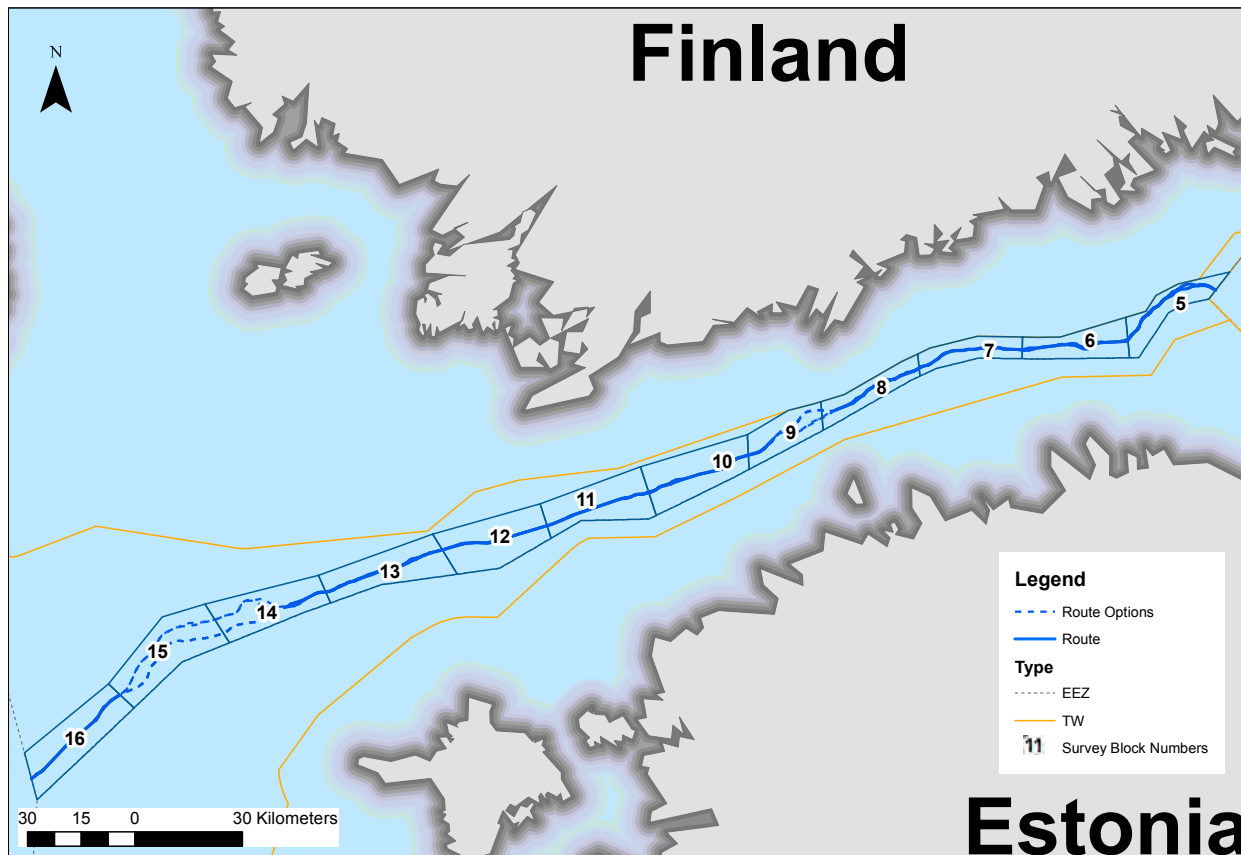 Finland
N
5
6
7
8
9
10
11
12
13
14
15
16
Legend
Route Options
Route
Type
EEZ
TW
11 Survey Block Numbers
30 15 0 30 Kilometers
Estonia